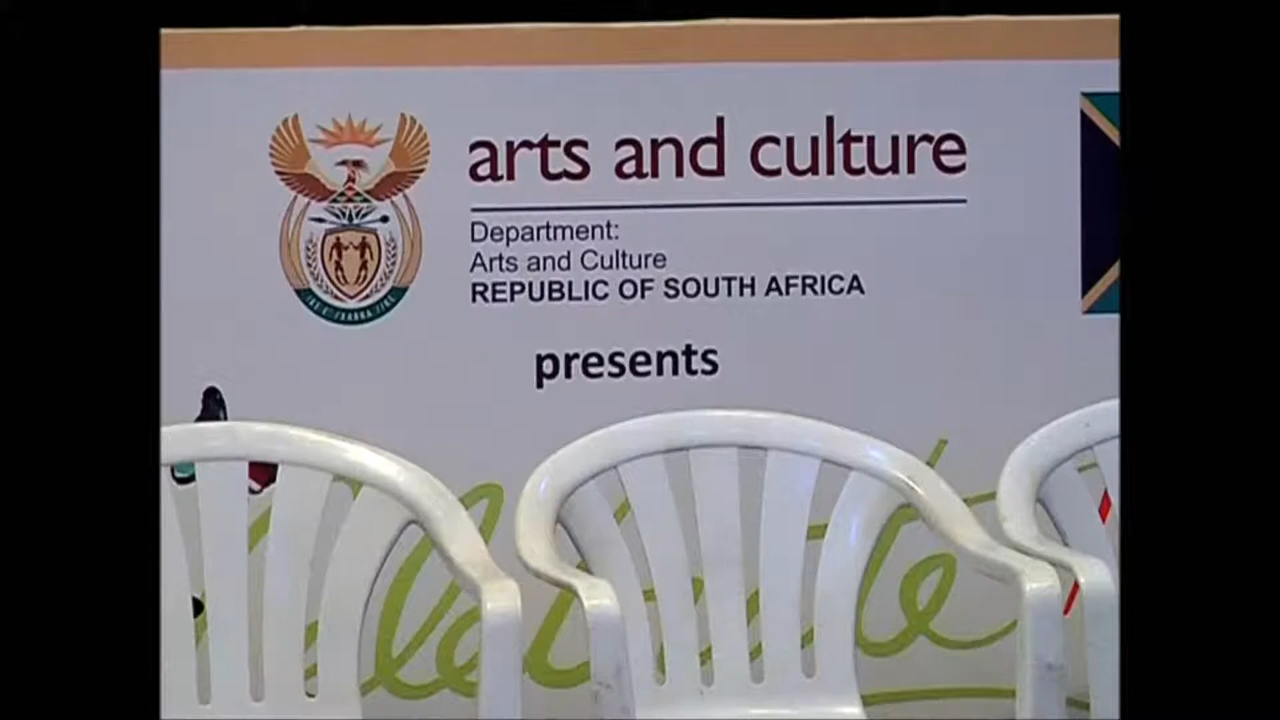 arts and culture
Department:
Arts and Culture
REPUBLIC OF SOUTH AFRICA
presents